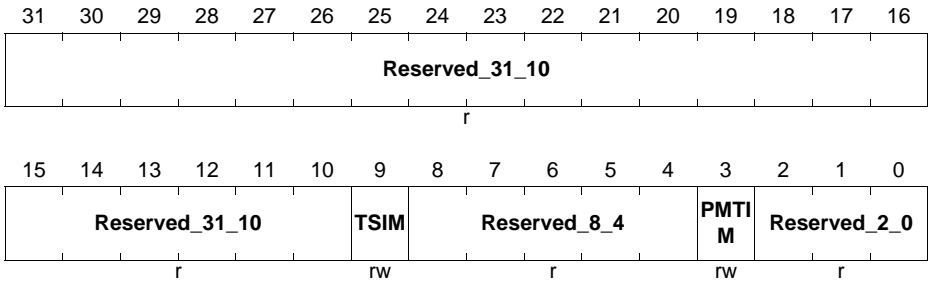 31 30 29 28 27 26 25 24 23 22 21 20 19 18 17 16
Reserved_31_10
r
15 14 13 12 11 10 9 8 7 6 5 4 3 2 1 0
Reserved_31_10 TSIM Reserved_8_4 PMTI M Reserved_2_0
r rw r rw r